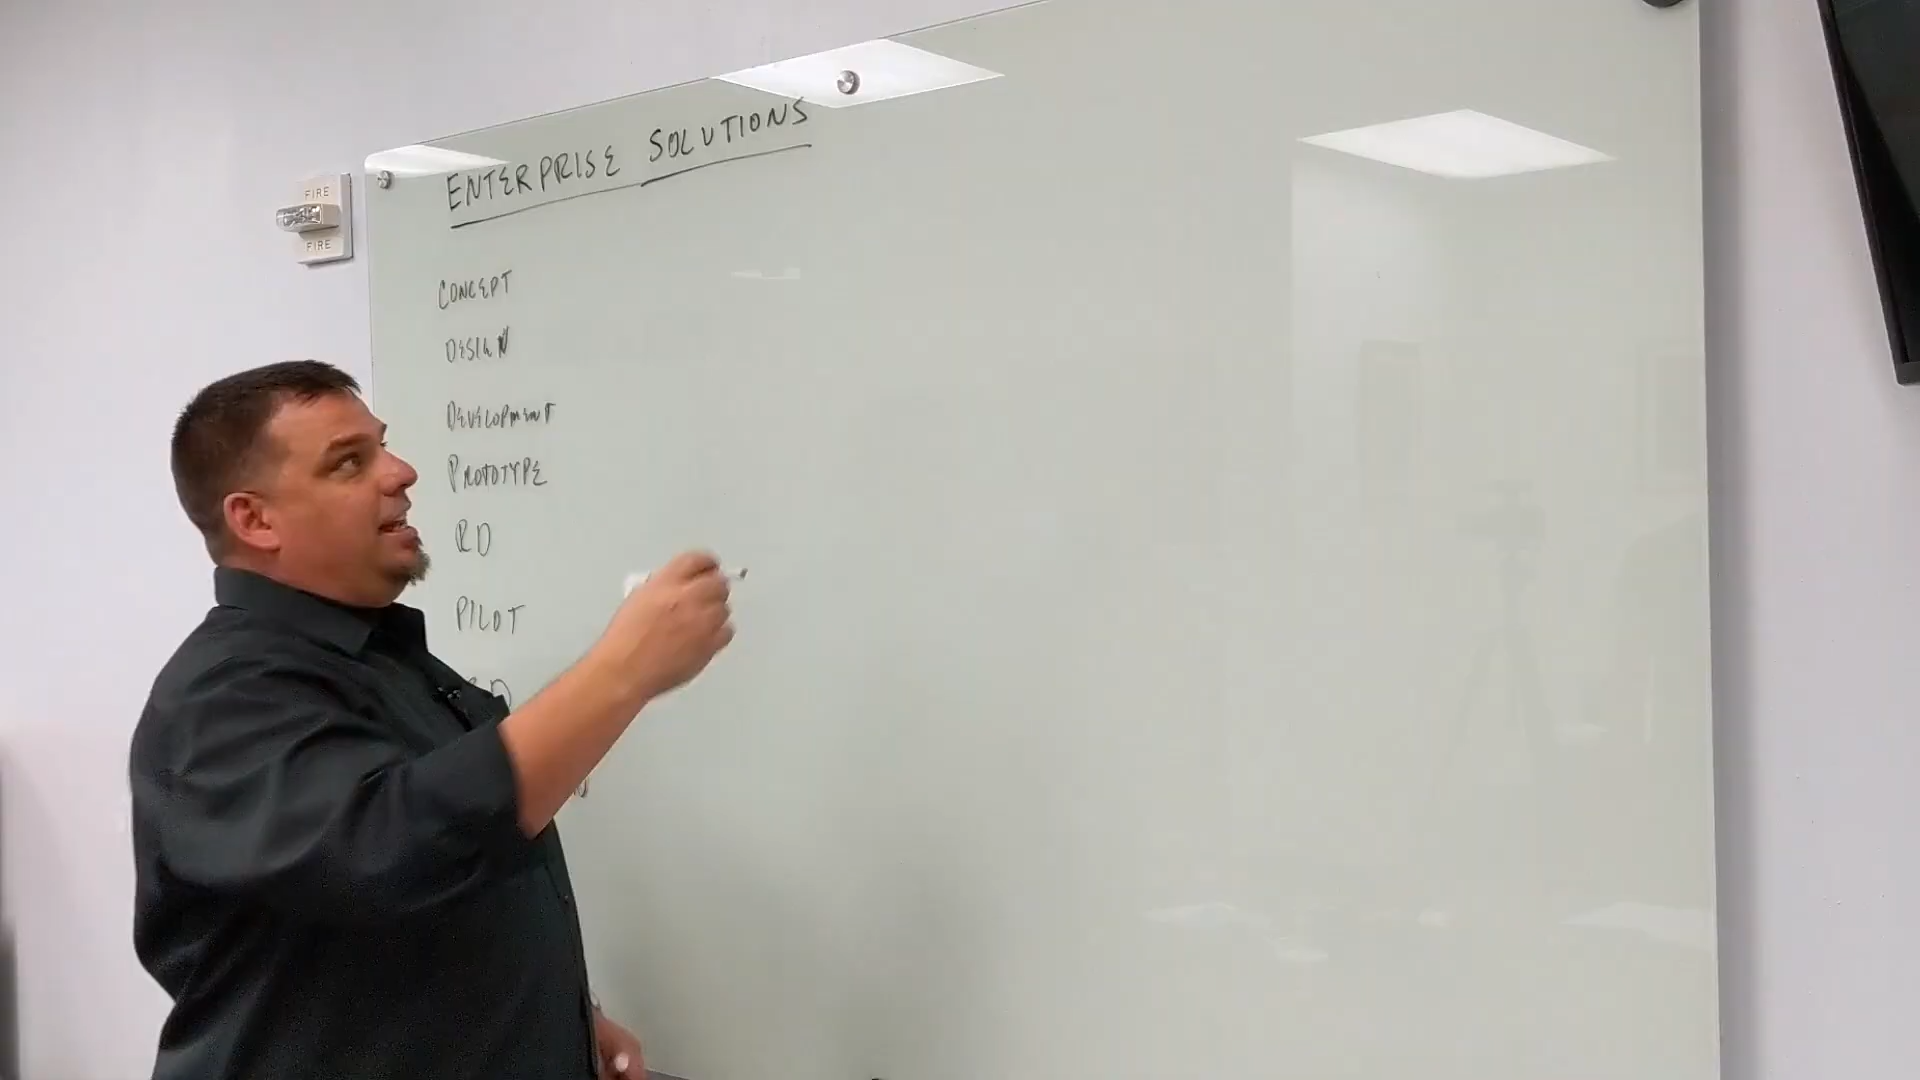 FIRE
FIRE
ENTERPRISE SOLUTIONS
CONCEPT
DESIGN
DEVELOPMENT
PROTOTYPE
RD
PILOT